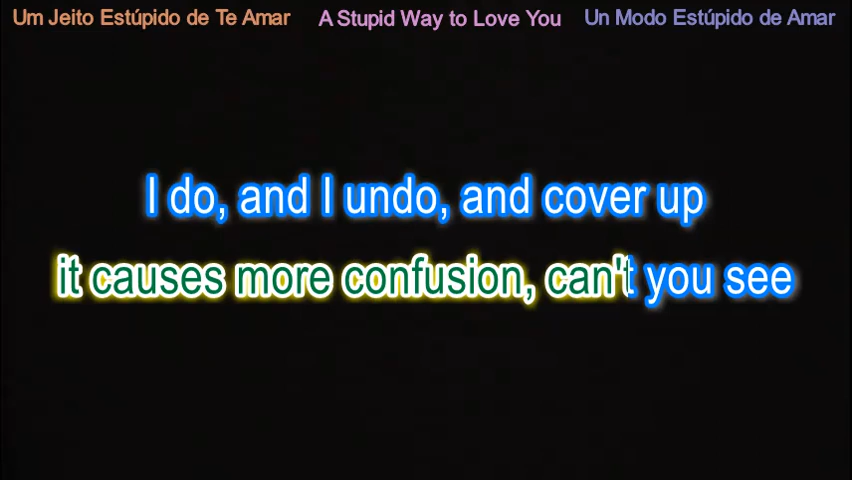 Um Jeito Estúpido de Te Amar A Stupid Way to Love You Un Modo Estúpido de Amar
I do, and I undo, and cover up
it causes more confusion, can't you see